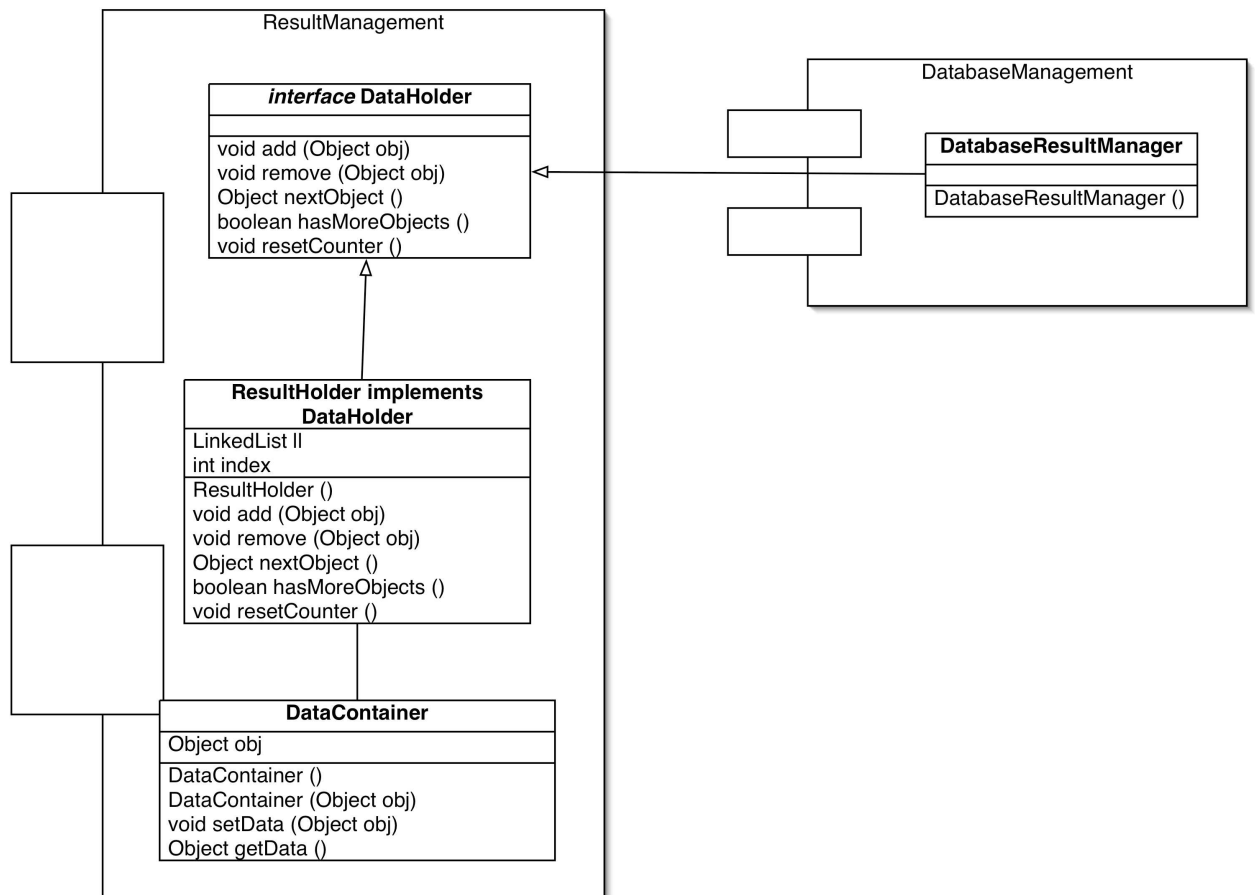 ResultManagement
interface DataHolder
void add (Object obj)
void remove (Object obj)
Object nextObject ()
boolean hasMoreObjects ()
void resetCounter ()
ResultHolder implements
DataHolder
LinkedList ll
int index
ResultHolder ()
void add (Object obj)
void remove (Object obj)
Object nextObject ()
boolean hasMoreObjects ()
void resetCounter ()
DataContainer
Object obj
DataContainer ()
DataContainer (Object obj)
void setData (Object obj)
Object getData ()
DatabaseManagement
DatabaseResultManager
DatabaseResultManager ()